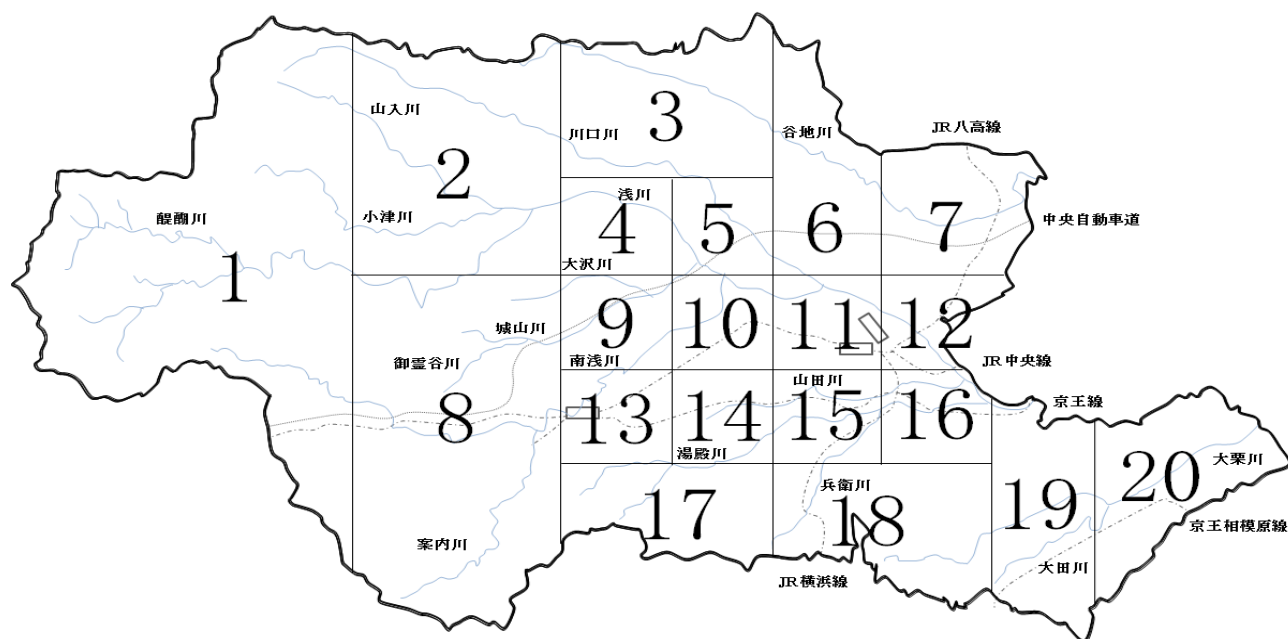 山入川
3
川口川
谷地川
JR八高線
2
浅川
醍醐川
小津川
4
5
6
7
中央自動車道
1
大沢川
城山川
9
10
11
12
御霊谷川
南浅川
JR中央線
山田川
8
13
14
15
16
京王線
湯殿川
大栗川
17
兵衛川
18
19
20
京王相模原線
案内川
大田川
JR横浜線